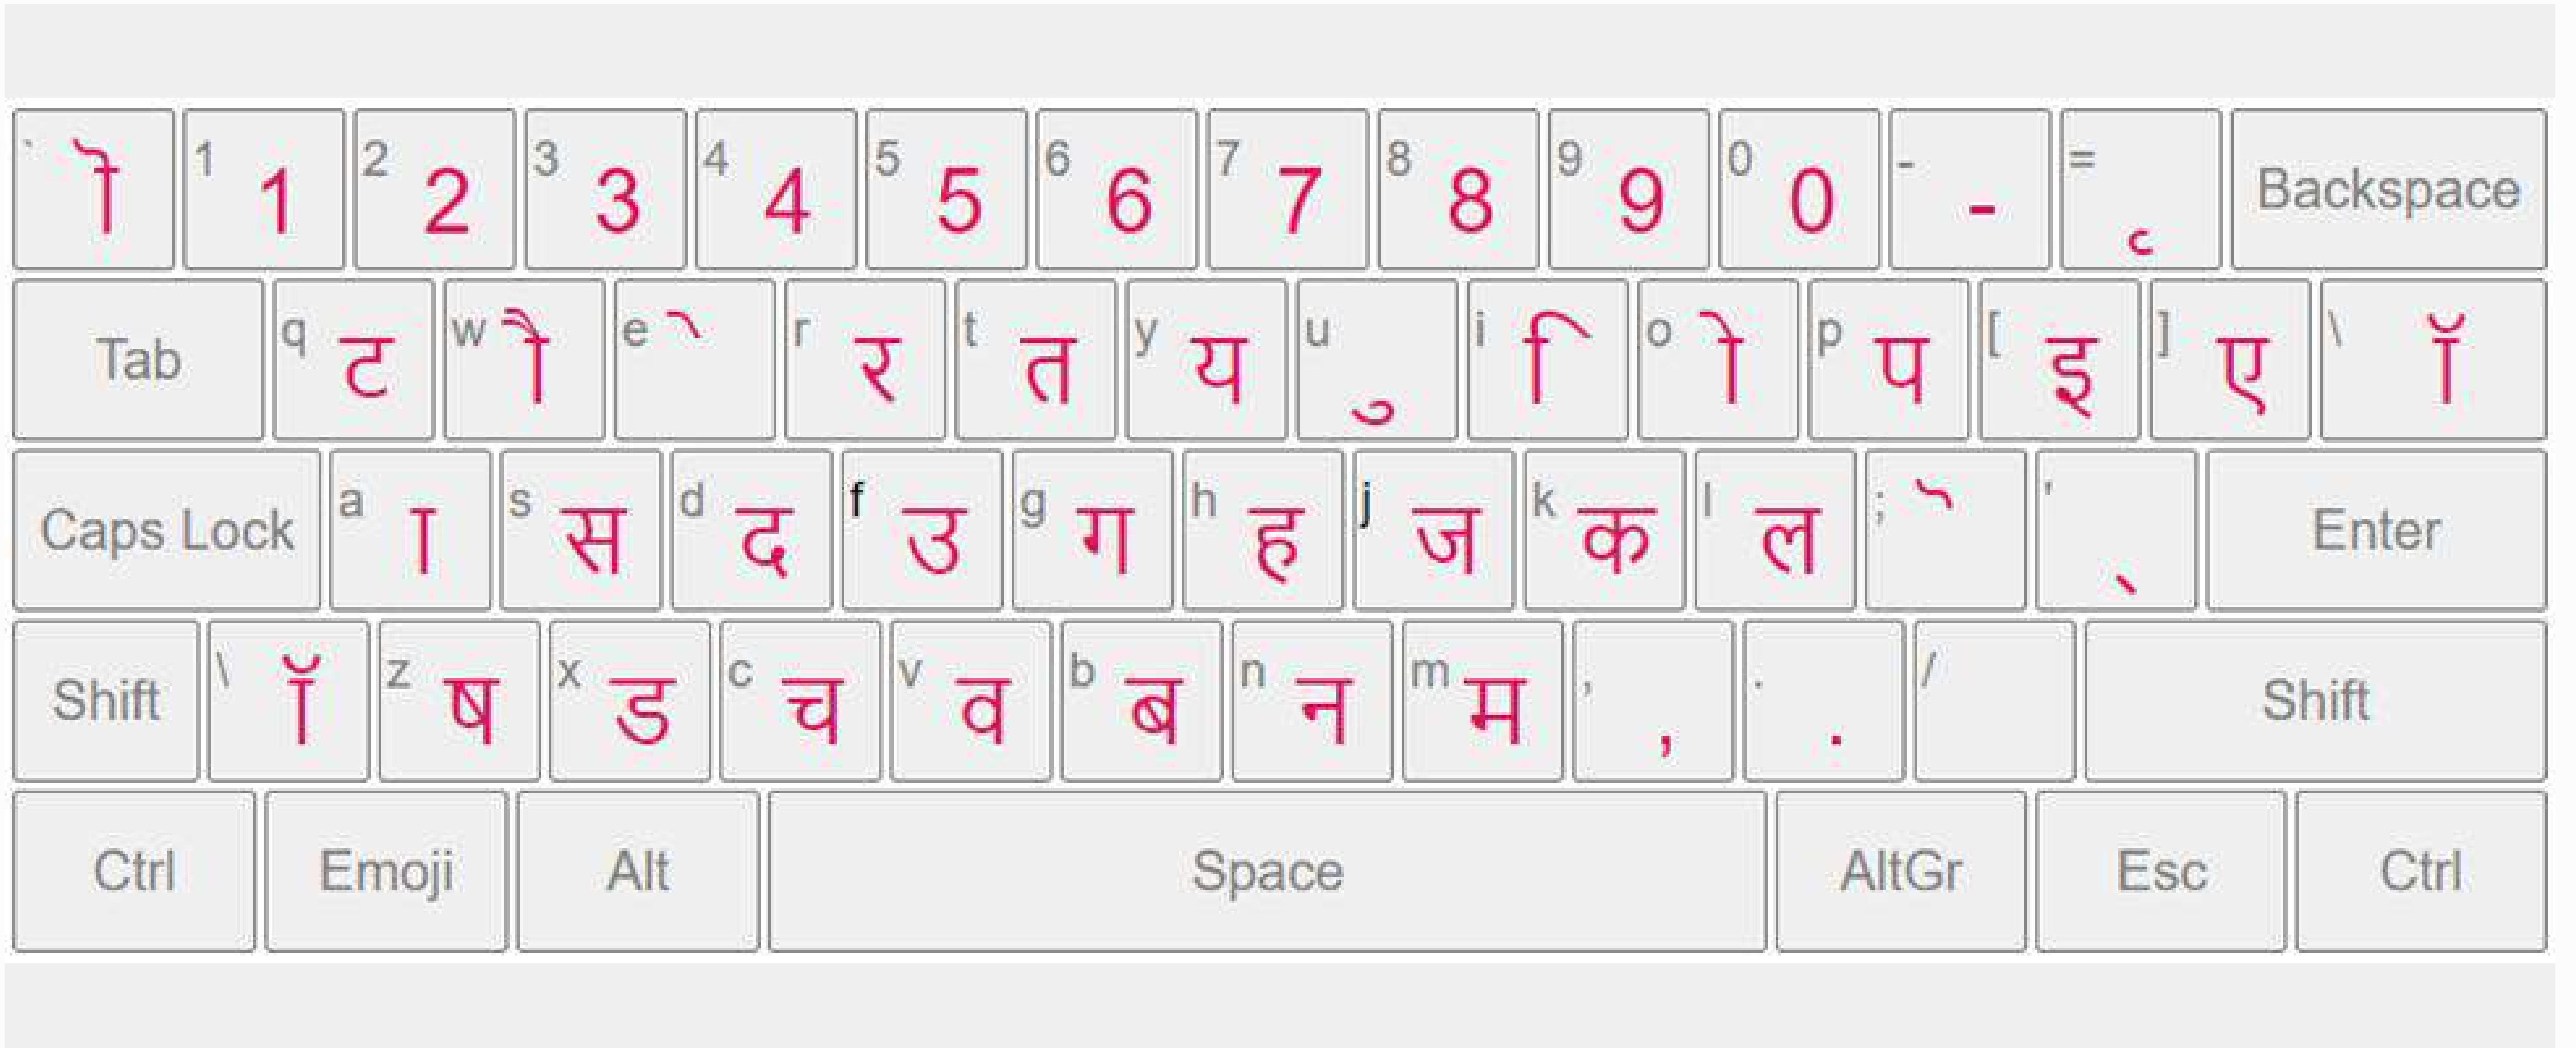 ` ॊ 1 1 2 2 3 3 4 4 5 5 6 6 7 7 8 8 9 9 0 0 - - = ृ Backspace
Tab q ट w ौ e े r र t त y य u ु i ि o ो p प [ इ ] ए \ ॉ
Caps Lock a ा s स d द f उ g ग h ह j ज k क l ल ; ॆ ' ् Enter
Shift \ ॉ z ष x ड c च v व b ब n न m म , , . . / Shift
Ctrl Emoji Alt Space AltGr Esc Ctrl